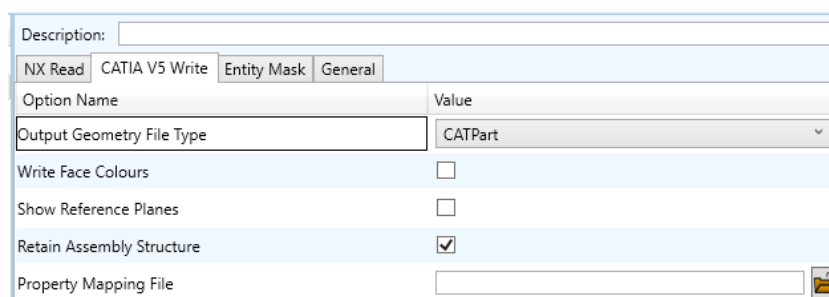 Description:
NX Read CATIA V5 Write Entity Mask General
Option Name Value
Output Geometry File Type CATPart
Write Face Colours
Show Reference Planes
Retain Assembly Structure
Property Mapping File